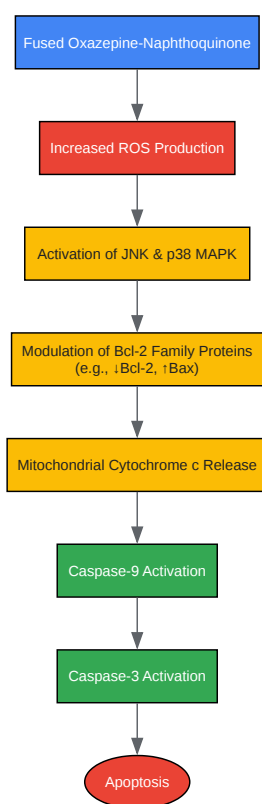 Fused Oxazepine-Naphthoquinone
Increased ROS Production
Activation of JNK & p38 MAPK
Modulation of Bcl-2 Family Proteins
(e.g., ↓Bcl-2, ↑Bax)
Mitochondrial Cytochrome c Release
Caspase-9 Activation
Caspase-3 Activation
Apoptosis